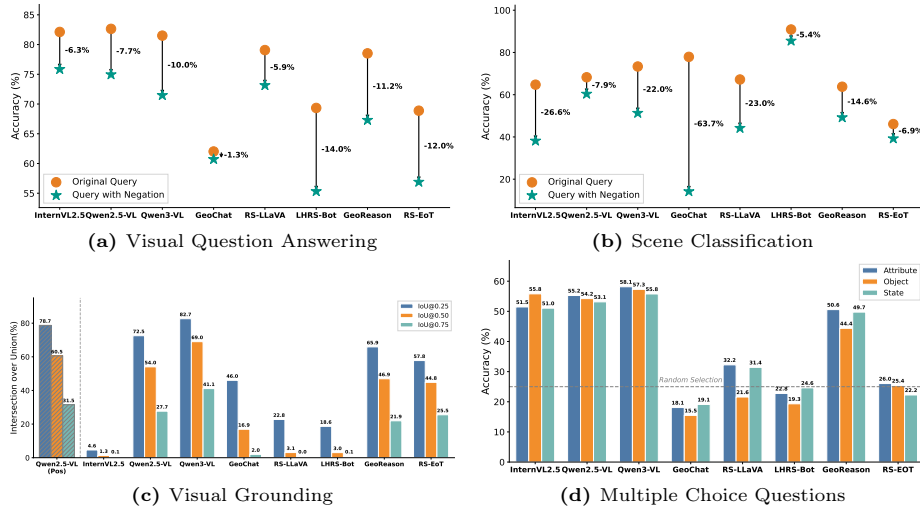 85
80
75
70
65
60
55
Accuracy (%)
-6.3%
-7.7%
-10.0%
-1.3%
-5.9%
-14.0%
-11.2%
-12.0%
Original Query
Query with Negation
InternVL2.5 Qwen2.5-VL Qwen3-VL GeoChat RS-LLaVA LHRS-Bot GeoReason RS-EoT
(a) Visual Question Answering
100
80
60
40
20
Accuracy (%)
-26.6%
-7.9%
-22.0%
-63.7%
-23.0%
-5.4%
-14.6%
-6.9%
Original Query
Query with Negation
InternVL2.5 Qwen2.5-VL Qwen3-VL GeoChat RS-LLaVA LHRS-Bot GeoReason RS-EoT
(b) Scene Classification
80
60
40
20
0
Intersection over Union(%)
IoU@0.25
IoU@0.50
IoU@0.75
78.7 60.5 31.5
4.6 1.3 0.1
72.5 54.0 27.7
82.7 69.0 41.1
46.0 16.9 2.0
22.8 3.1 0.0
18.6 3.0 0.1
65.9 46.9 21.9
57.8 44.8 25.5
Qwen2.5-VL InternVL2.5 Qwen2.5-VL Qwen3-VL GeoChat RS-LLaVA LHRS-Bot GeoReason RS-EoT
(Pos)
(c) Visual Grounding
60
50
40
30
20
10
0
Accuracy (%)
Attribute
Object
State
Random Selection
51.5 55.8 51.0
55.2 54.2 53.1
58.1 57.3 55.8
18.1 15.5 19.1
32.2 21.6 31.4
22.8 19.3 24.6
50.6 44.4 49.7
26.0 25.4 22.2
InternVL2.5 Qwen2.5-VL Qwen3-VL GeoChat RS-LLaVA LHRS-Bot GeoReason RS-EOT
(d) Multiple Choice Questions